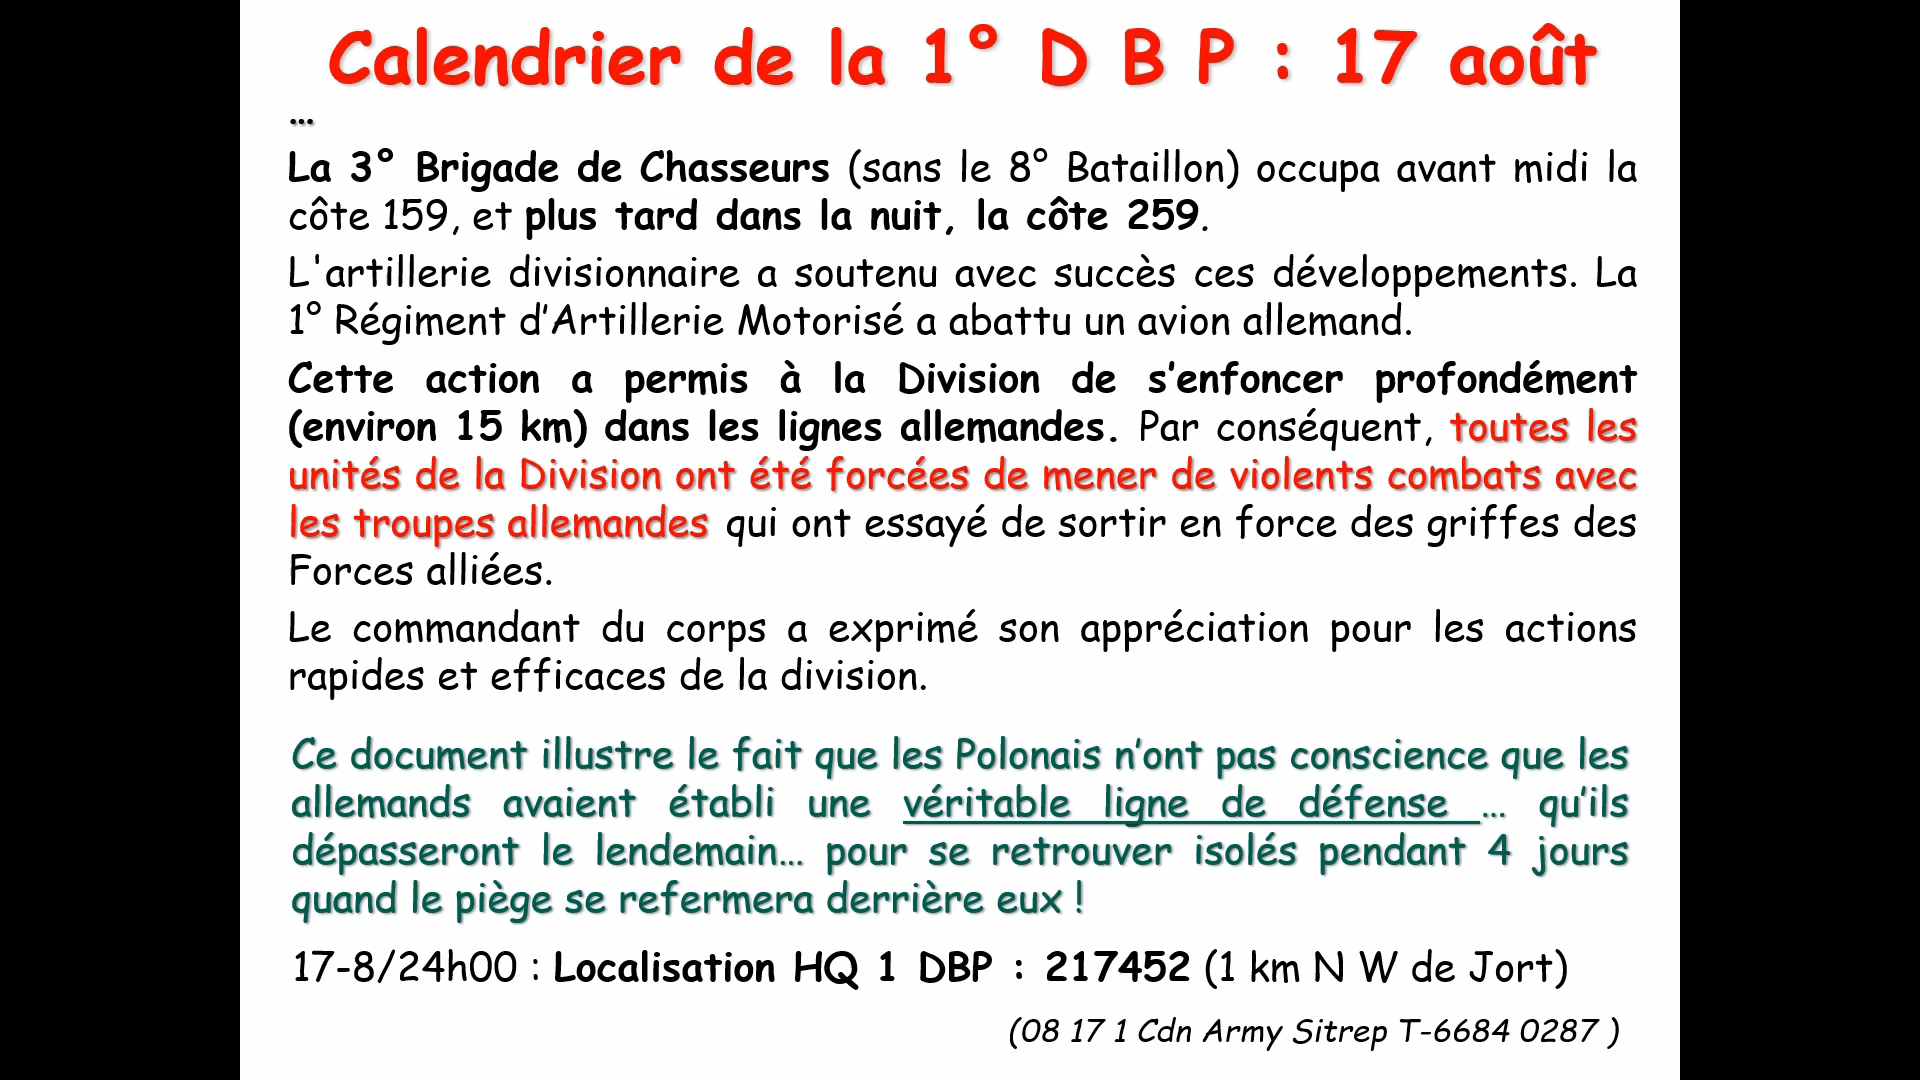 Calendrier de la 1° D B P : 17 août
…
La 3° Brigade de Chasseurs (sans le 8° Bataillon) occupa avant midi la
côte 159, et plus tard dans la nuit, la côte 259.
L'artillerie divisionnaire a soutenu avec succès ces développements. La
1° Régiment d’Artillerie Motorisé a abattu un avion allemand.
Cette action a permis à la Division de s’enfoncer profondément
(environ 15 km) dans les lignes allemandes. Par conséquent, toutes les
unités de la Division ont été forcées de mener de violents combats avec
les troupes allemandes qui ont essayé de sortir en force des griffes des
Forces alliées.
Le commandant du corps a exprimé son appréciation pour les actions
rapides et efficaces de la division.
Ce document illustre le fait que les Polonais n’ont pas conscience que les
allemands avaient établi une véritable ligne de défense … qu’ils
dépasseront le lendemain… pour se retrouver isolés pendant 4 jours
quand le piège se refermera derrière eux !
17-8/24h00 : Localisation HQ 1 DBP : 217452 (1 km N W de Jort)
(08 17 1 Cdn Army Sitrep T-6684 0287 )